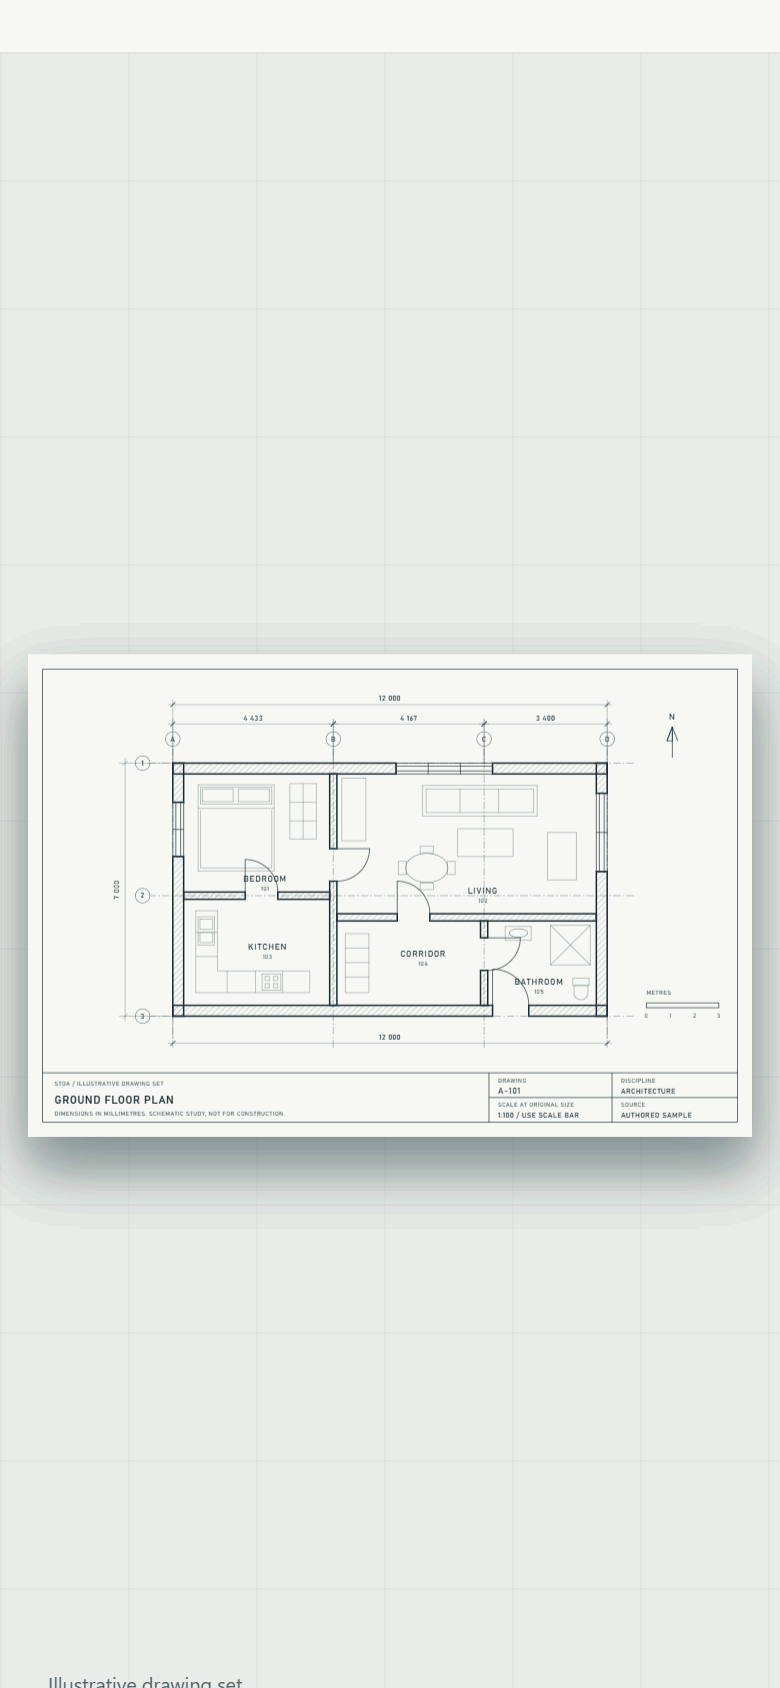 12 000
4 433
4 167
3 400
N
A
B
C
D
1
BEDROOM
101
7 000
2
LIVING
102
KITCHEN
103
CORRIDOR
104
BATHROOM
105
METRES
0 1 2 3
3
12 000
STOA / ILLUSTRATIVE DRAWING SET
GROUND FLOOR PLAN
DIMENSIONS IN MILLIMETRES. SCHEMATIC STUDY, NOT FOR CONSTRUCTION.
DRAWING
A-101
SCALE AT ORIGINAL SIZE
1:100 / USE SCALE BAR
DISCIPLINE
ARCHITECTURE
SOURCE
AUTHORED SAMPLE
Illustrative drawing set